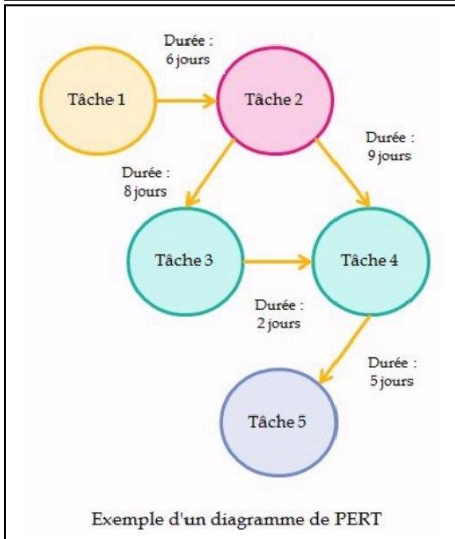 Durée :
6 jours
Tâche 1
Tâche 2
Durée :
8 jours
Durée :
9 jours
Tâche 3
Tâche 4
Durée :
2 jours
Durée :
5 jours
Tâche 5
Exemple d'un diagramme de PERT